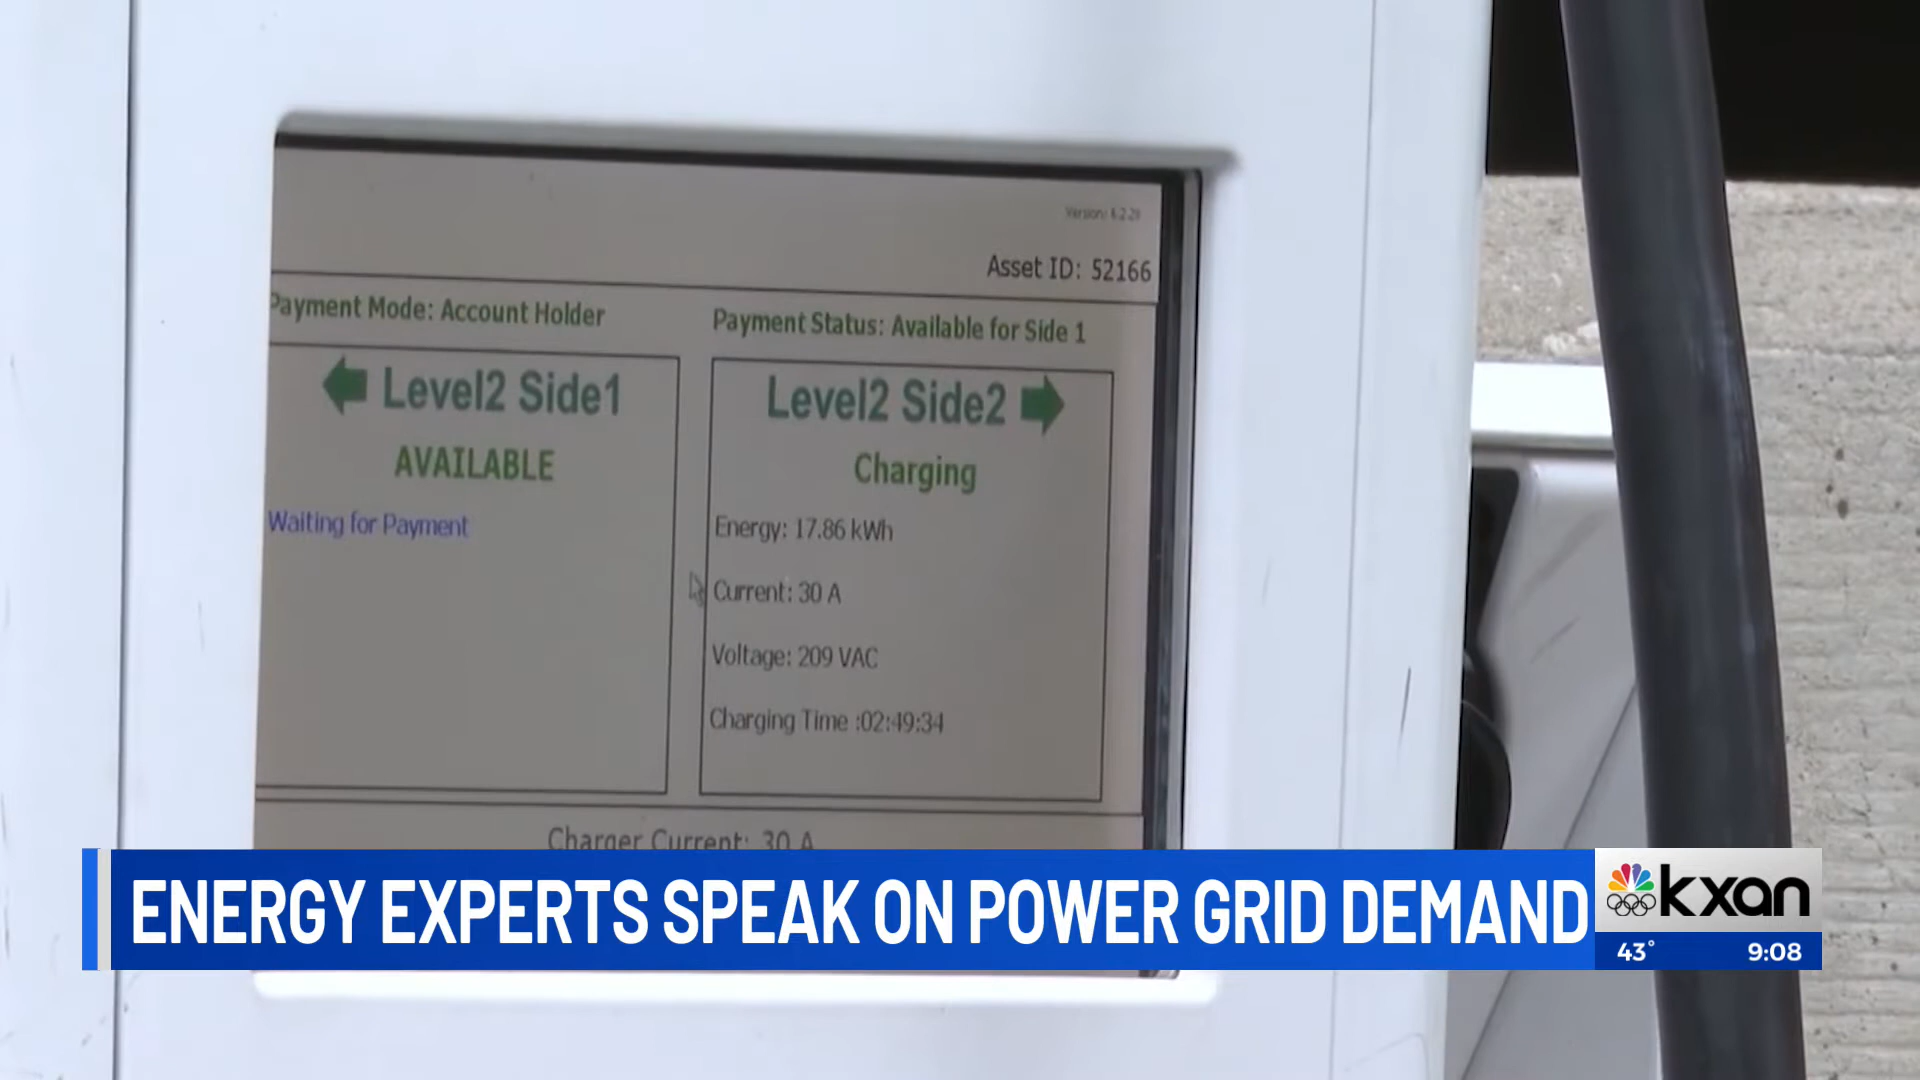 Version: 6.2.29
Asset ID: 52166
Payment Mode: Account Holder
Payment Status: Available for Side 1
Level2 Side1
AVAILABLE
Waiting for Payment
Level2 Side2
Charging
Energy: 17.86 kWh
Current: 30 A
Voltage: 209 VAC
Charging Time :02:49:34
Charger Current: 30 A
ENERGY EXPERTS SPEAK ON POWER GRID DEMAND
kxan
43°
9:08